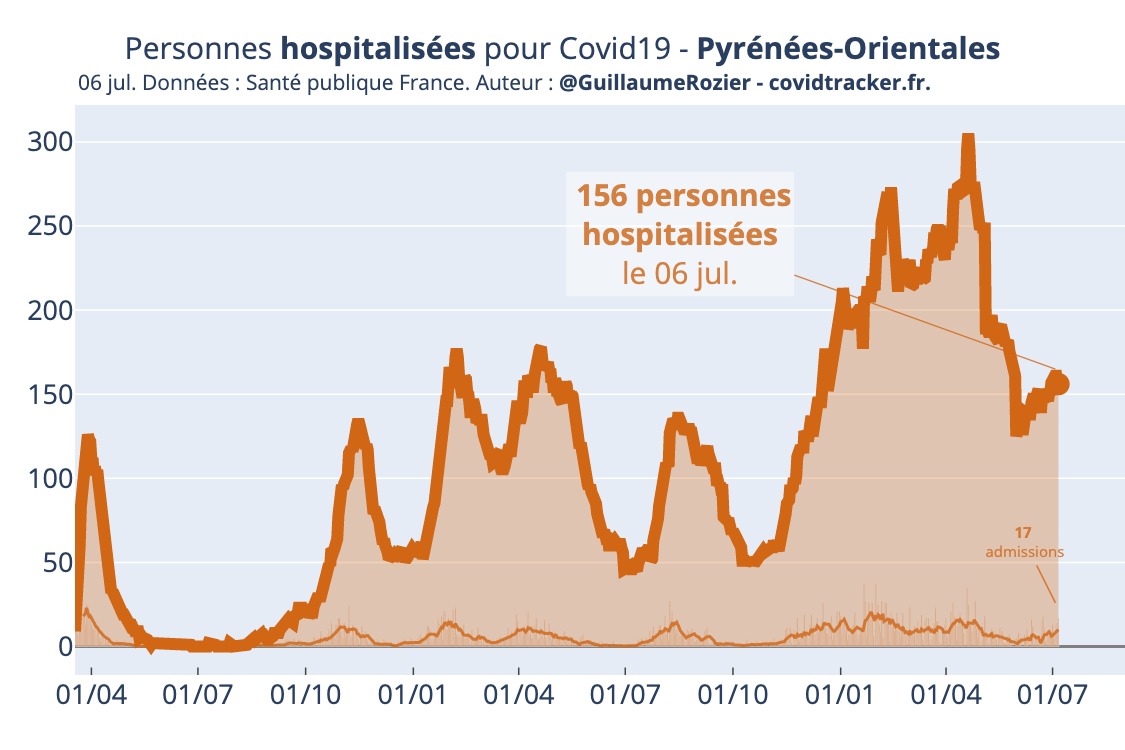 Personnes hospitalisées pour Covid19 - Pyrénées-Orientales
06 jul. Données : Santé publique France. Auteur : @GuillaumeRozier - covidtracker.fr.
300
250
200
150
100
50
0
156 personnes
hospitalisées
le 06 jul.
17
admissions
01/04 01/07 01/10 01/01 01/04 01/07 01/10 01/01 01/04 01/07